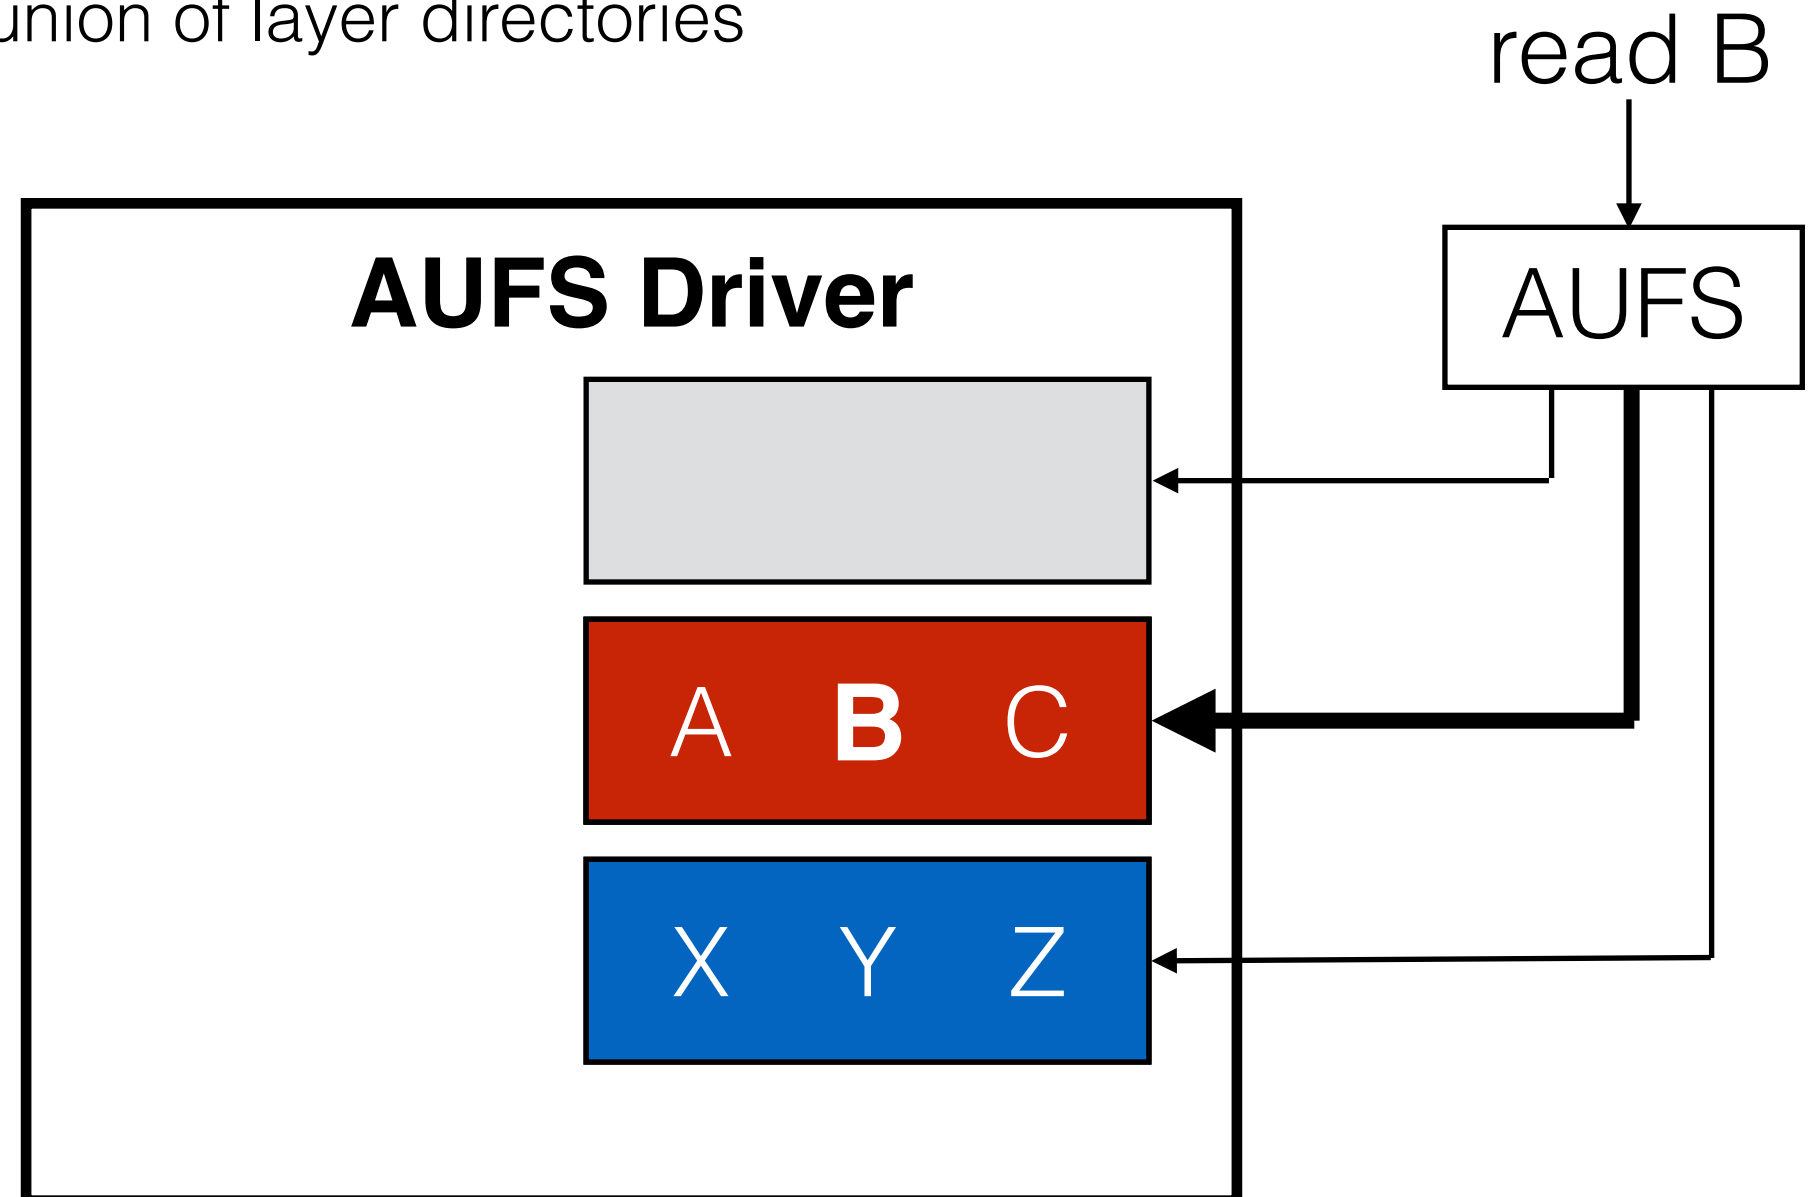 union of layer directories
read B
AUFS Driver
AUFS
A B C
X Y Z